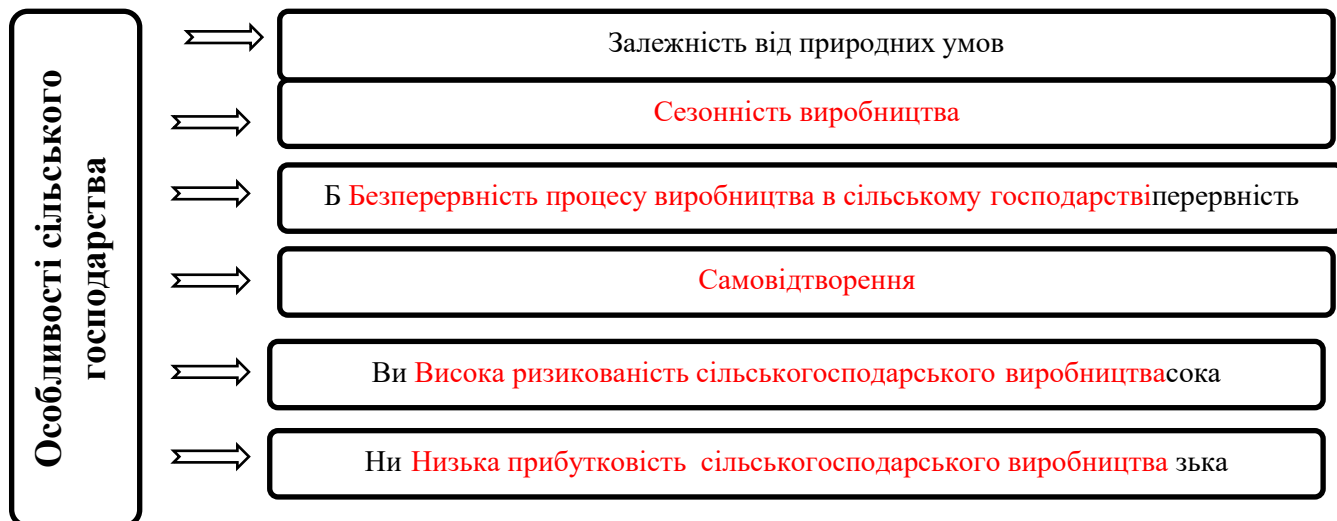 Особливості сільського
господарства
Залежність від природних умов
Сезонність виробництва
Б Безперервність процесу виробництва в сільському господарствіперервність
Самовідтворення
Ви Висока ризикованість сільськогосподарського виробництвасока
Ни Низька прибутковість сільськогосподарського виробництва зька